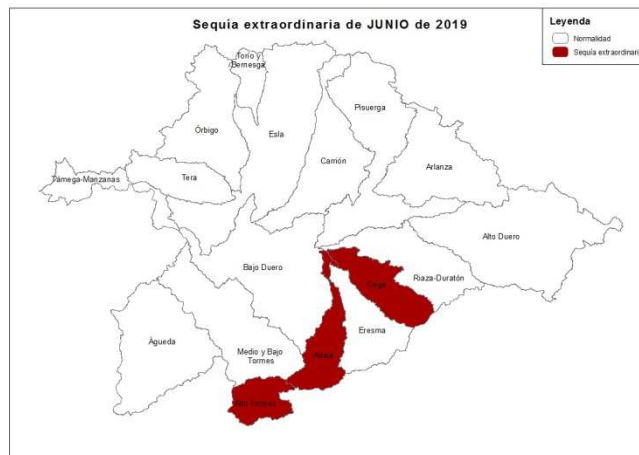 Sequía extraordinaria de JUNIO de 2019
Leyenda
Normalidad
Sequía extraordinaria
Torío y
Bernesga
Pisuerga
Órbigo
Esla
Carrión
Arlanza
Támega-Manzanas
Tera
Alto Duero
Bajo Duero
Riaza-Duratón
Cega
Eresma
Águeda
Medio y Bajo
Tormes
Adaja
Alto Tormes